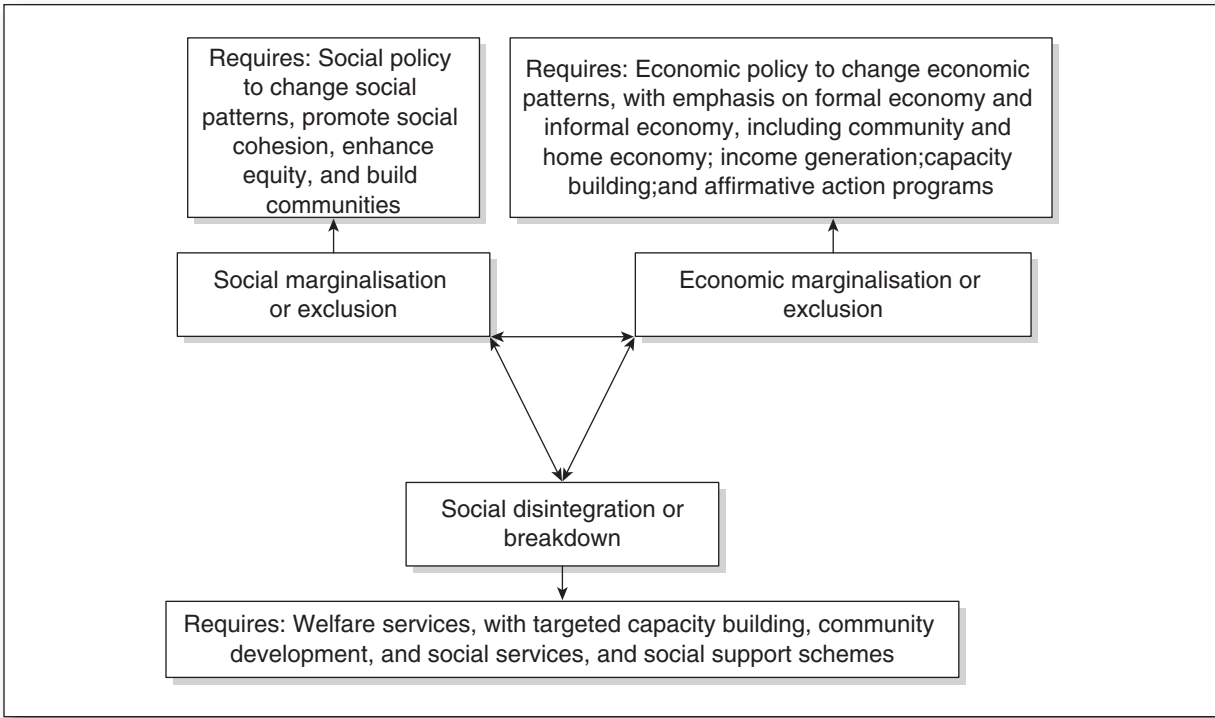 Requires: Social policy
to change social
patterns, promote social
cohesion, enhance
equity, and build
communities
Requires: Economic policy to change economic
patterns, with emphasis on formal economy and
informal economy, including community and
home economy; income generation;capacity
building;and affirmative action programs
Social marginalisation
or exclusion
Economic marginalisation or
exclusion
Social disintegration or
breakdown
Requires: Welfare services, with targeted capacity building, community
development, and social services, and social support schemes